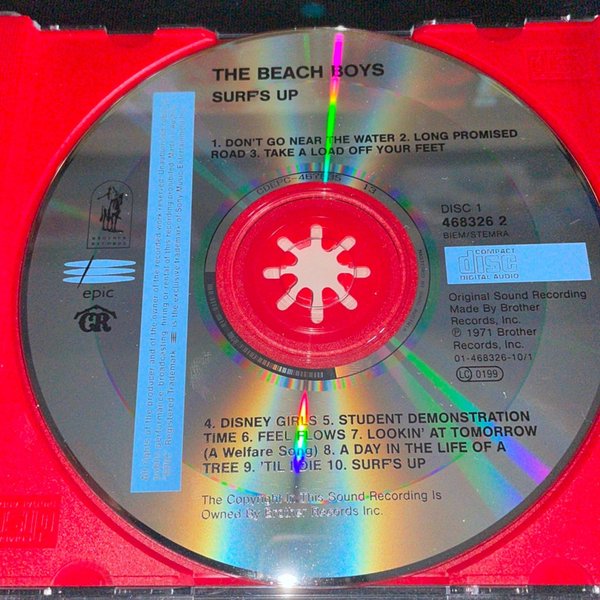 THE BEACH BOYS
SURF'S UP
1. DON'T GO NEAR THE WATER 2. LONG PROMISED
ROAD 3. TAKE A LOAD OFF YOUR FEET
DISC 1
468326 2
BIEM/STEMRA
COMPACT
disc
DIGITAL AUDIO
epic
GR
Original Sound Recording
Made By Brother
Records, Inc.
℗ 1971 Brother
Records, Inc.
01-468326-10/1
LC 0199
4. DISNEY GIRLS 5. STUDENT DEMONSTRATION
TIME 6. FEEL FLOWS 7. LOOKIN' AT TOMORROW
(A Welfare Song) 8. A DAY IN THE LIFE OF A
TREE 9. 'TIL I DIE 10. SURF'S UP
The Copyright In This Sound Recording Is
Owned By Brother Records Inc.